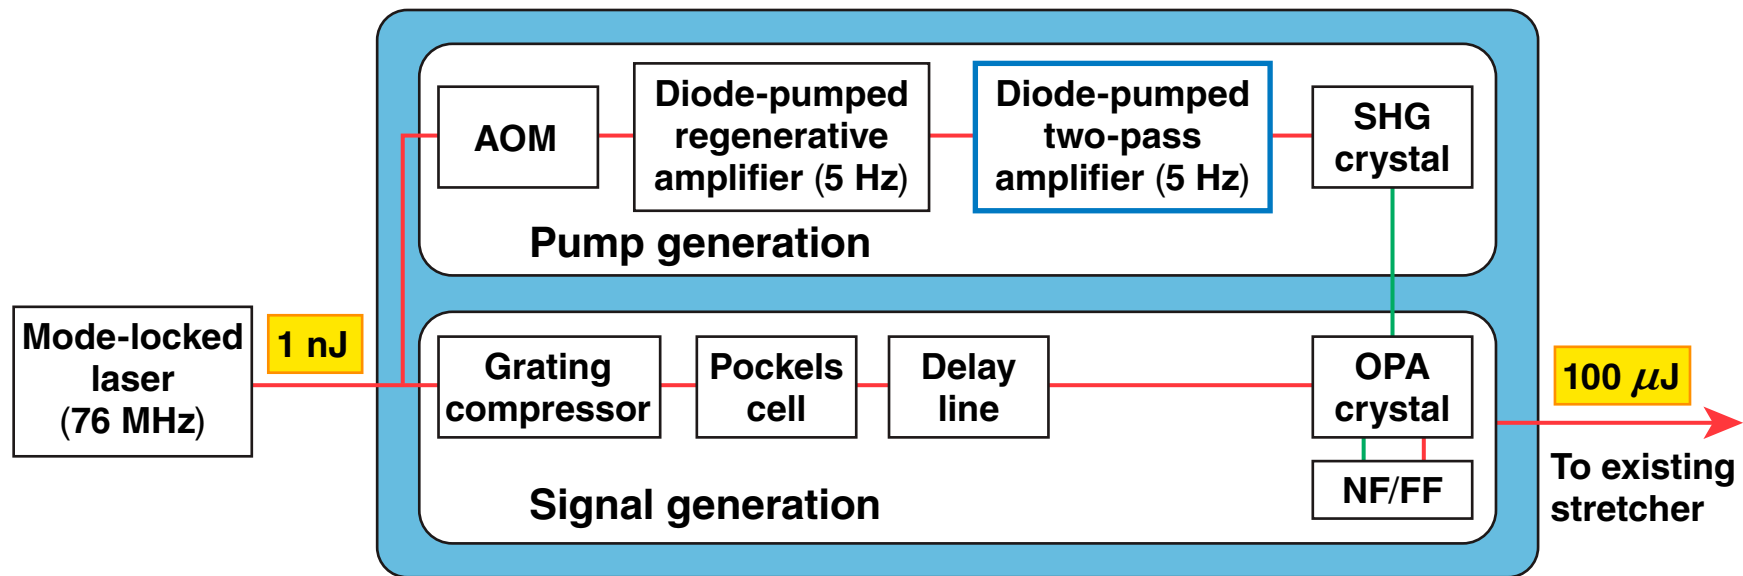 AOM
Diode-pumped
regenerative
amplifier (5 Hz)
Diode-pumped
two-pass
amplifier (5 Hz)
SHG
crystal
Pump generation
Mode-locked
laser
(76 MHz)
1 nJ
Grating
compressor
Pockels
cell
Delay
line
OPA
crystal
NF/FF
Signal generation
100 μJ
To existing
stretcher